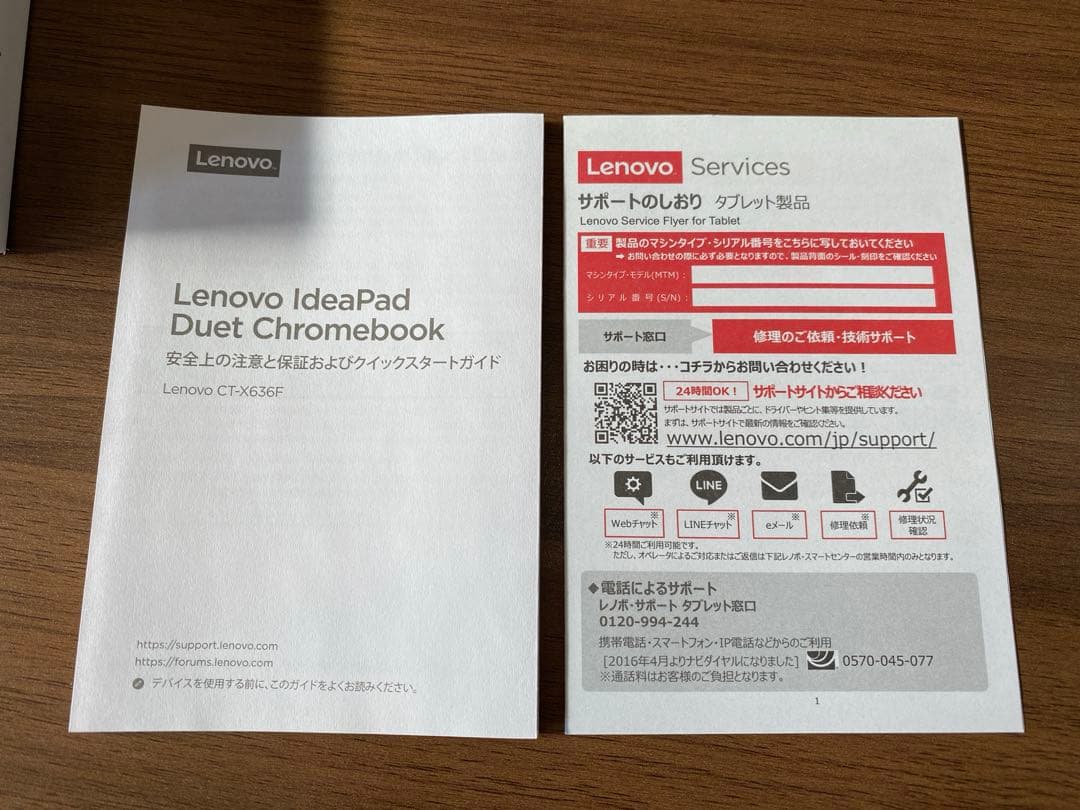 Lenovo
Lenovo IdeaPad
Duet Chromebook
安全上の注意と保証およびクイックスタートガイド
Lenovo CT-X636F
https://support.lenovo.com
https://forums.lenovo.com
デバイスを使用する前に、このガイドをよくお読みください。
Lenovo Services
サポートのしおり タブレット製品
Lenovo Service Flyer for Tablet
重要 製品のマシンタイプ・シリアル番号をこちらに写しておいてください
➡ お問い合わせの際に必ず必要となりますので、製品背面のシール・刻印をご確認ください
マシンタイプ・モデル(MTM)：
シリアル番号(S/N)：
サポート窓口 修理のご依頼・技術サポート
お困りの時は・・・コチラからお問い合わせください！
24時間OK！ サポートサイトからご相談ください
サポートサイトでは製品ごとに、ドライバーやヒント集等を提供しています。
まずは、サポートサイトで最新の情報をご確認ください。
www.lenovo.com/jp/support/
以下のサービスもご利用頂けます。
LINE
Webチャット※ LINEチャット※ eメール※ 修理依頼※ 修理状況
確認
※24時間ご利用可能です。
ただし、オペレータによるご対応またはご返信は下記レノボ・スマートセンターの営業時間内のみとなります。
◆電話によるサポート
レノボ・サポート タブレット窓口
0120-994-244
携帯電話・スマートフォン・IP電話などからのご利用
[2016年4月よりナビダイヤルになりました] 0570-045-077
※通話料はお客様のご負担となります。
1